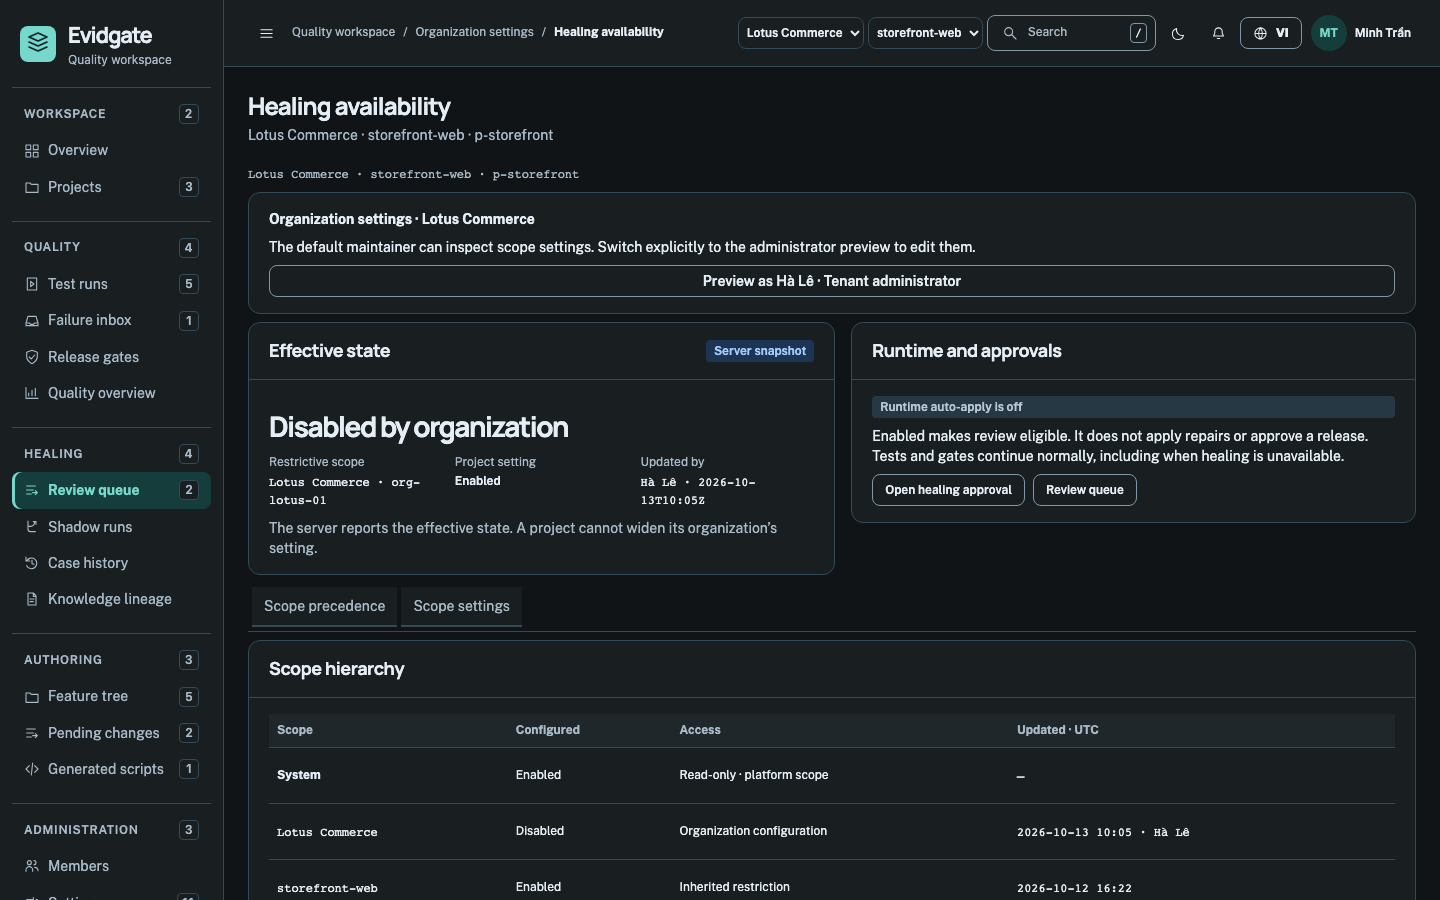 Evidgate
Quality workspace
WORKSPACE 2
Overview
Projects 3
QUALITY 4
Test runs 5
Failure inbox 1
Release gates
Quality overview
HEALING 4
Review queue 2
Shadow runs
Case history
Knowledge lineage
AUTHORING 3
Feature tree 5
Pending changes 2
Generated scripts 1
ADMINISTRATION 3
Members
Quality workspace / Organization settings / Healing availability
Lotus Commerce
storefront-web
Search /
VI
MT Minh Trần
Healing availability
Lotus Commerce · storefront-web · p-storefront
Lotus Commerce · storefront-web · p-storefront
Organization settings · Lotus Commerce
The default maintainer can inspect scope settings. Switch explicitly to the administrator preview to edit them.
Preview as Hà Lê · Tenant administrator
Effective state
Server snapshot
Disabled by organization
Restrictive scope
Lotus Commerce · org-
lotus-01
Project setting
Enabled
Updated by
Hà Lê · 2026-10-
13T10:05Z
The server reports the effective state. A project cannot widen its organization's
setting.
Runtime and approvals
Runtime auto-apply is off
Enabled makes review eligible. It does not apply repairs or approve a release.
Tests and gates continue normally, including when healing is unavailable.
Open healing approval
Review queue
Scope precedence
Scope settings
Scope hierarchy
Scope Configured Access Updated · UTC
System Enabled Read-only · platform scope —
Lotus Commerce Disabled Organization configuration 2026-10-13 10:05 · Hà Lê
storefront-web Enabled Inherited restriction 2026-10-12 16:22